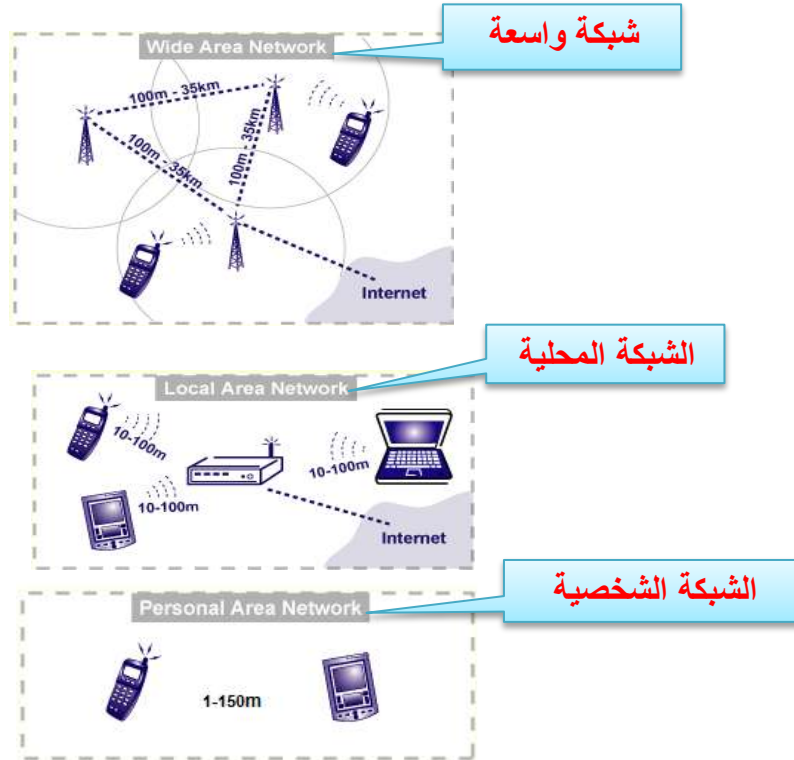 شبكة واسعة
Wide Area Network
100m - 35km
100m - 35km
100m - 35km
Internet
الشبكة المحلية
Local Area Network
10-100m
10-100m
10-100m
Internet
الشبكة الشخصية
Personal Area Network
1-150m